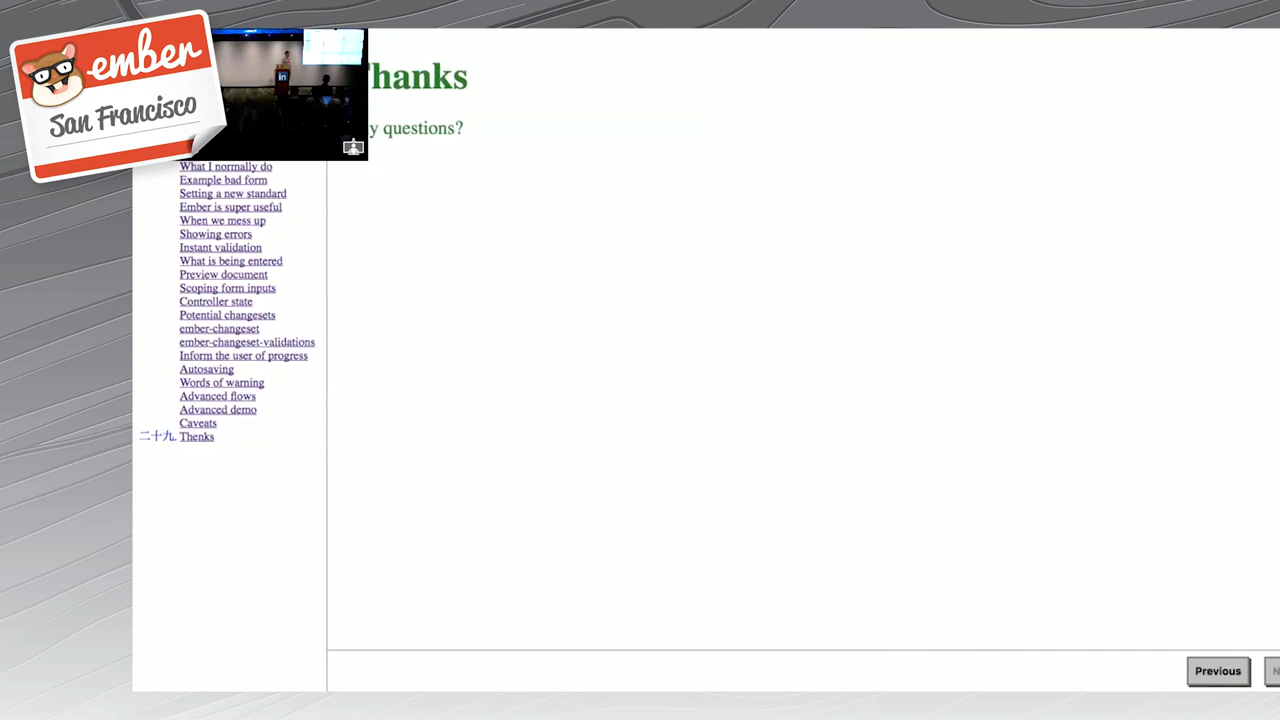 ember
San Francisco
in
Thanks
y questions?
What I normally do
Example bad form
Setting a new standard
Ember is super useful
When we mess up
Showing errors
Instant validation
What is being entered
Preview document
Scoping form inputs
Controller state
Potential changesets
ember-changeset
ember-changeset-validations
Inform the user of progress
Autosaving
Words of warning
Advanced flows
Advanced demo
Caveats
二十九. Thenks
Previous
N